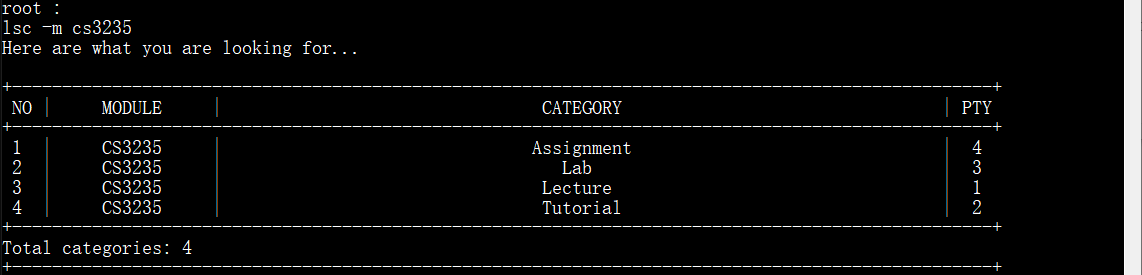 root :
lsc -m cs3235
Here are what you are looking for...
NO | MODULE | CATEGORY | PTY
1 | CS3235 | Assignment | 4
2 | CS3235 | Lab | 3
3 | CS3235 | Lecture | 1
4 | CS3235 | Tutorial | 2
Total categories: 4